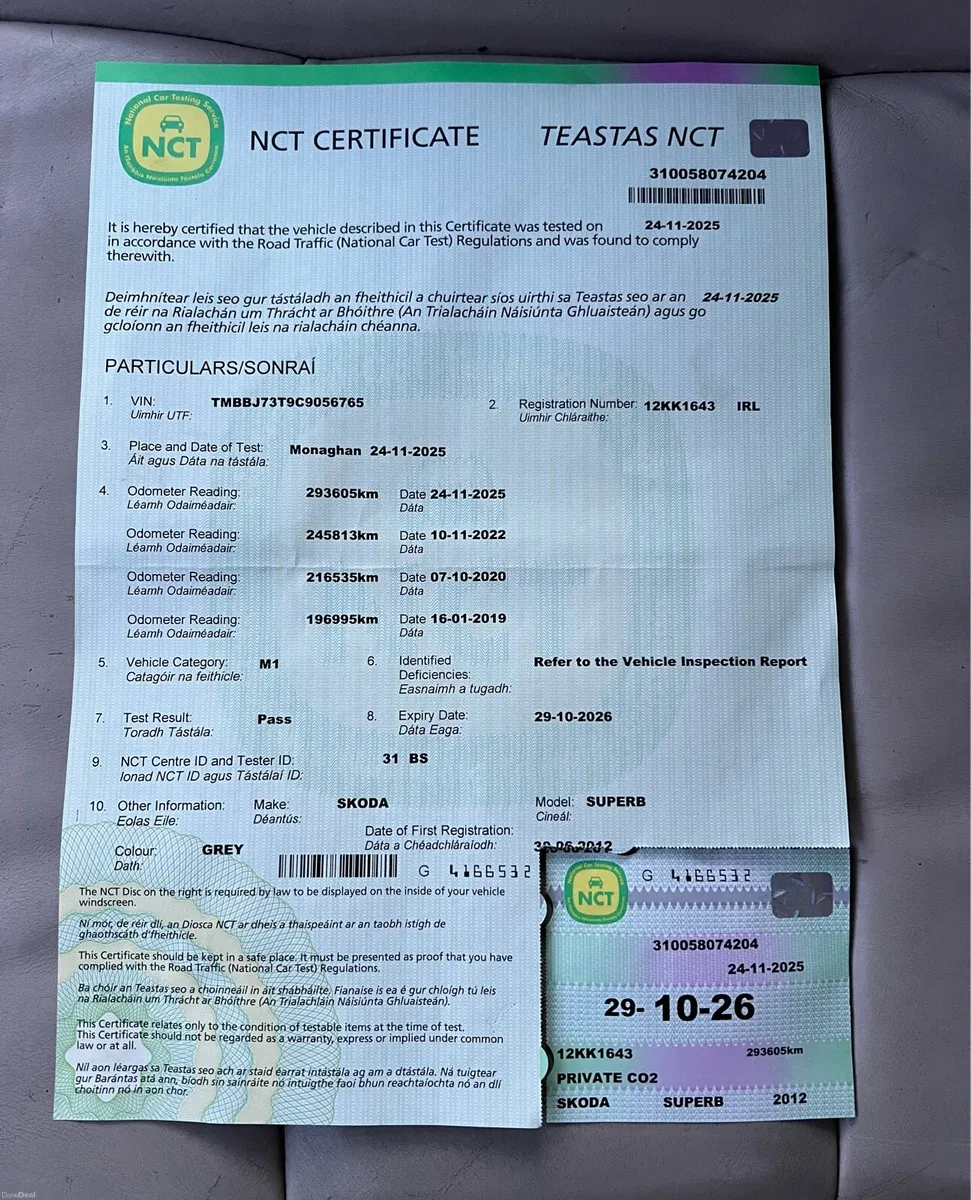 National Car Testing Service
NCT
An tSeirbhís Náisiúnta Tástála Carranna
NCT CERTIFICATE TEASTAS NCT
310058074204
It is hereby certified that the vehicle described in this Certificate was tested on 24-11-2025
in accordance with the Road Traffic (National Car Test) Regulations and was found to comply
therewith.
Deimhnítear leis seo gur tástáladh an fheithicil a chuirtear síos uirthi sa Teastas seo ar an 24-11-2025
de réir na Rialachán um Thrácht ar Bhóithre (An Trialacháin Náisiúnta Ghluaisteán) agus go
gcloíonn an fheithicil leis na rialacháin chéanna.
PARTICULARS/SONRAÍ
1. VIN: TMBBJ73T9C9056765 2. Registration Number: 12KK1643 IRL
Uimhir UTF: Uimhir Chláraithe:
3. Place and Date of Test: Monaghan 24-11-2025
Áit agus Dáta na tástála:
4. Odometer Reading: 293605km Date 24-11-2025
Léamh Odaiméadair: Dáta
Odometer Reading: 245813km Date 10-11-2022
Léamh Odaiméadair: Dáta
Odometer Reading: 216535km Date 07-10-2020
Léamh Odaiméadair: Dáta
Odometer Reading: 196995km Date 16-01-2019
Léamh Odaiméadair: Dáta
5. Vehicle Category: M1 6. Identified Refer to the Vehicle Inspection Report
Catagóir na feithicle: Deficiencies:
Easnaimh a tugadh:
7. Test Result: Pass 8. Expiry Date: 29-10-2026
Toradh Tástála: Dáta Eaga:
9. NCT Centre ID and Tester ID: 31 BS
Ionad NCT ID agus Tástálaí ID:
10. Other Information: Make: SKODA Model: SUPERB
Eolas Eile: Déantús: Cineál:
Date of First Registration:
Colour: GREY Dáta a Chéadchláraíodh: 30-06-2012
Dath:
G 4166532
The NCT Disc on the right is required by law to be displayed on the inside of your vehicle
windscreen.
Ní mór, de réir dlí, an Diosca NCT ar dheis a thaispeáint ar an taobh istigh de
ghaothscáth d'fheithicle.
This Certificate should be kept in a safe place. It must be presented as proof that you have
complied with the Road Traffic (National Car Test) Regulations.
Ba chóir an Teastas seo a choinneáil in áit shábháilte. Fianaise is ea é gur chloígh tú leis
na Rialacháin um Thrácht ar Bhóithre (An Trialachláin Náisiúnta Ghluaisteán).
This Certificate relates only to the condition of testable items at the time of test.
This Certificate should not be regarded as a warranty, express or implied under common
law or at all.
Níl aon léargas sa Teastas seo ach ar staid éarrat intástála ag am a dtástála. Ná tuigtear
gur Barántas atá ann, bíodh sin sainráite nó intuigthe faoi bhun reachtaíochta nó an dlí
choitinn nó in aon chor.
NCT
G 4166532
310058074204
24-11-2025
29- 10-26
12KK1643 293605km
PRIVATE CO2
SKODA SUPERB 2012
DoneDeal